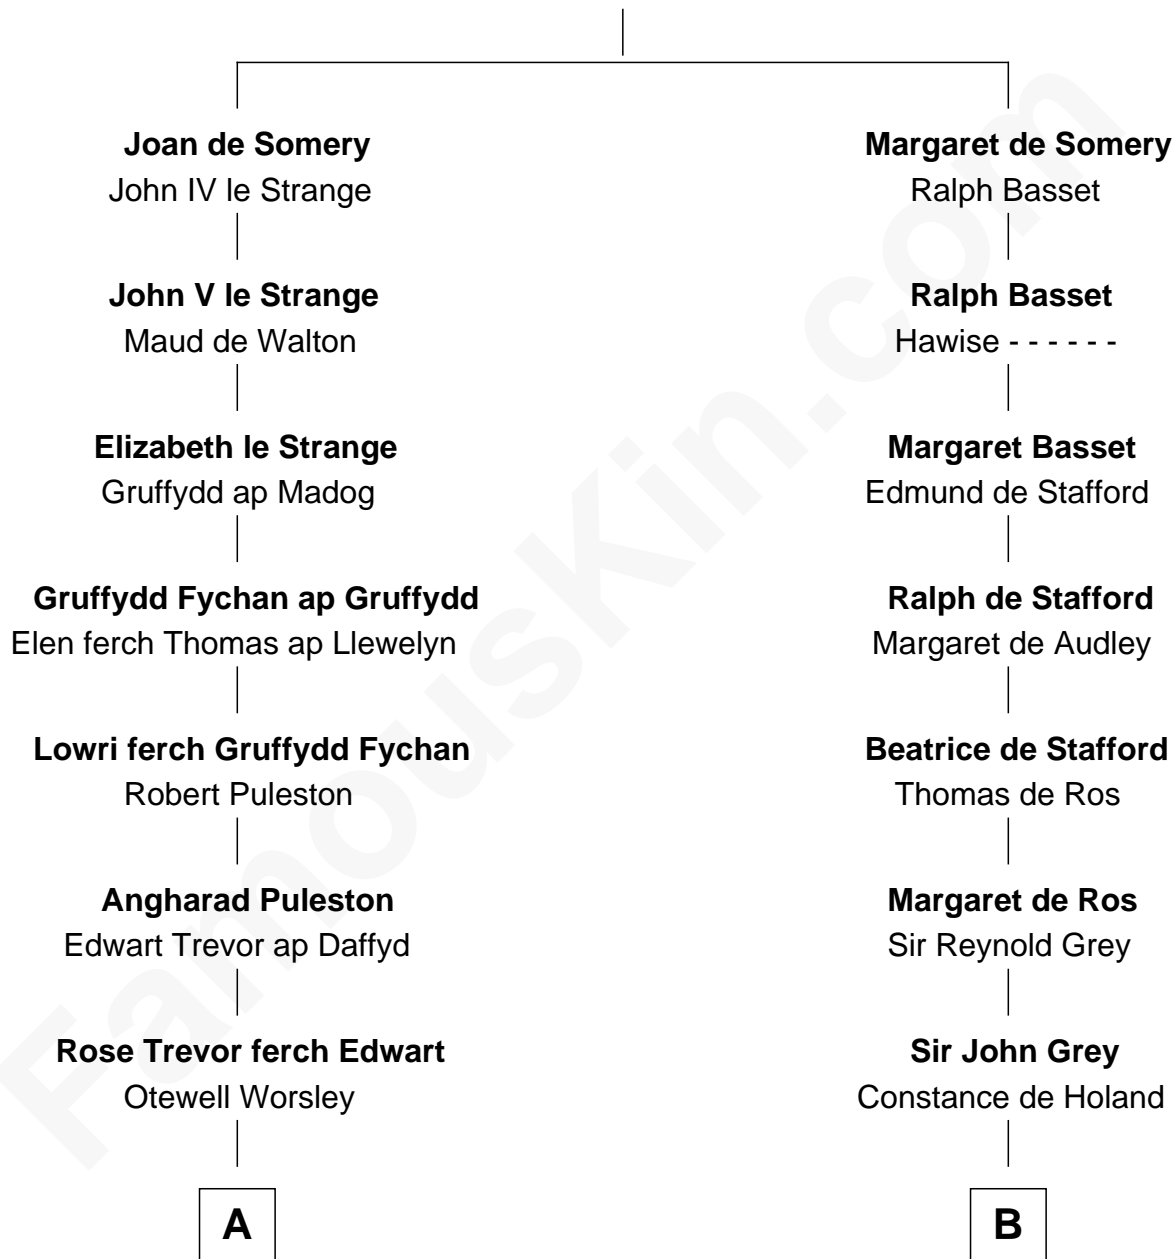 Joan de Somery
John IV le Strange
John V le Strange
Maud de Walton
Elizabeth le Strange
Gruffydd ap Madog
Gruffydd Fychan ap Gruffydd
Elen ferch Thomas ap Llewelyn
Lowri ferch Gruffydd Fychan
Robert Puleston
Angharad Puleston
Edwart Trevor ap Daffyd
Rose Trevor ferch Edwart
Otewell Worsley
A
Margaret de Somery
Ralph Basset
Ralph Basset
Hawise - - - - - -
Margaret Basset
Edmund de Stafford
Ralph de Stafford
Margaret de Audley
Beatrice de Stafford
Thomas de Ros
Margaret de Ros
Sir Reynold Grey
Sir John Grey
Constance de Holand
B
FamousKin.com